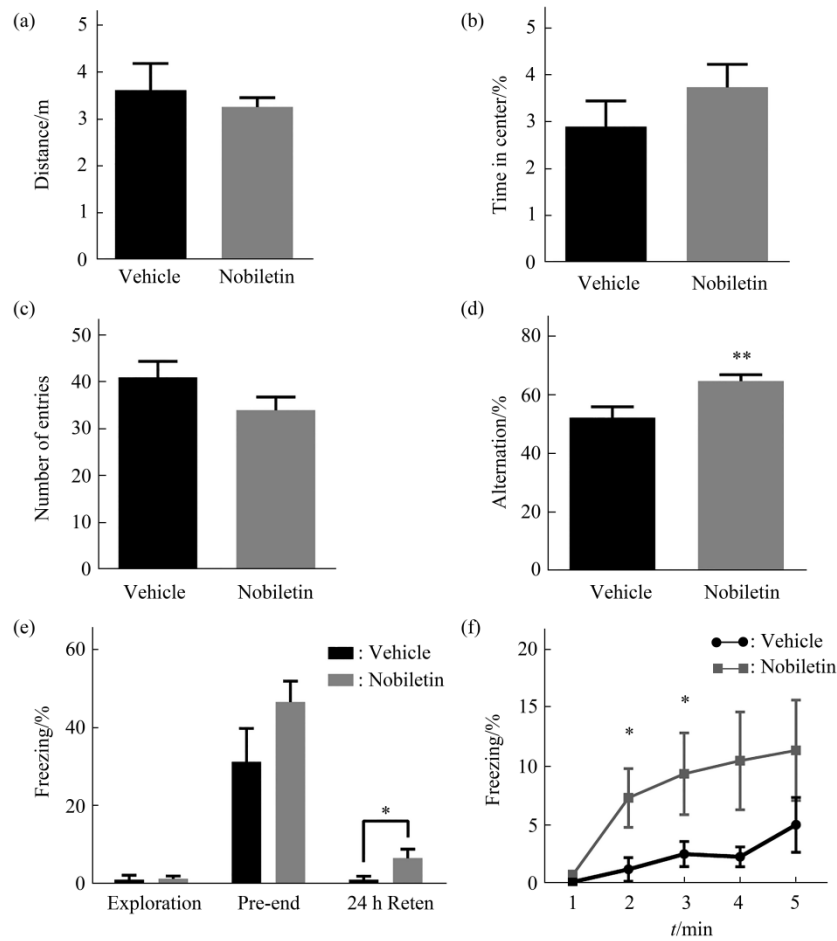 (a)
Distance/m
5
4
3
2
1
0
Vehicle Nobiletin
(b)
Time in center/%
5
4
3
2
1
0
Vehicle Nobiletin
(c)
Number of entries
50
40
30
20
10
0
Vehicle Nobiletin
(d)
Alternation/%
80
60
40
20
0
**
Vehicle Nobiletin
(e)
Freezing/%
60
40
20
0
: Vehicle
: Nobiletin
*
Exploration Pre-end 24 h Reten
(f)
Freezing/%
20
15
10
5
0
: Vehicle
: Nobiletin
* *
1 2 3 4 5
t/min